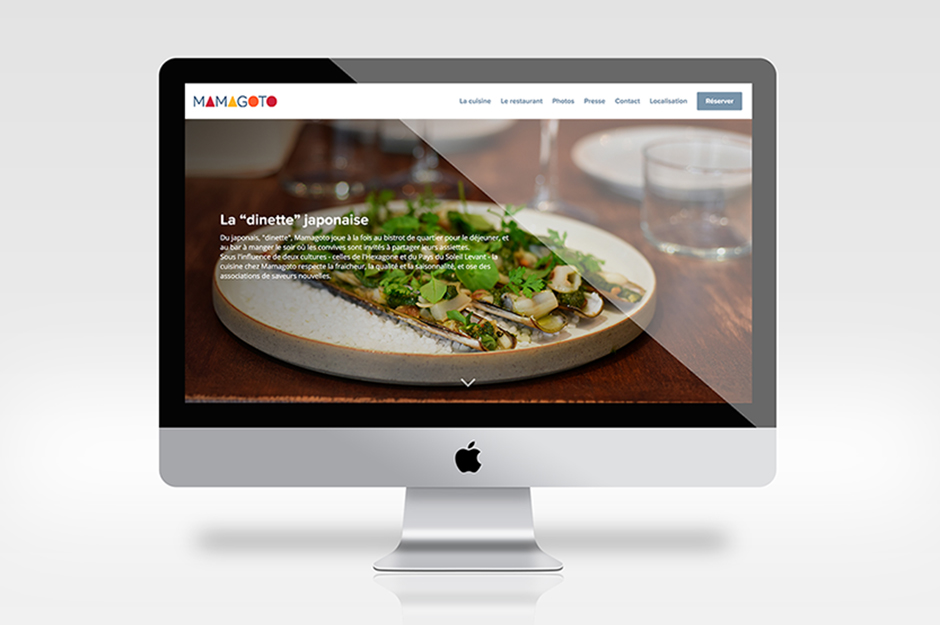 MAMAGOTO
La cuisine Le restaurant Photos Presse Contact Localisation Réserver
La “dinette” japonaise
Du japonais, "dinette", Mamagoto joue à la fois au bistrot de quartier pour le déjeuner, et
au bar à manger le soir où les convives sont invités à partager leurs assiettes.
Sous l'influence de deux cultures - celles de l'Hexagone et du Pays du Soleil Levant - la
cuisine chez Mamagoto respecte la fraicheur, la qualité et la saisonnalité, et ose des
associations de saveurs nouvelles.